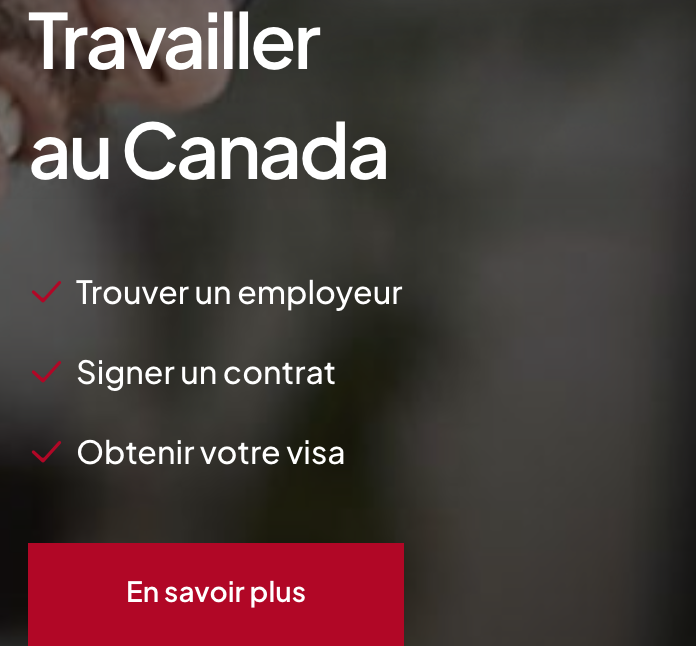 Travailler
au Canada
Trouver un employeur
Signer un contrat
Obtenir votre visa
En savoir plus